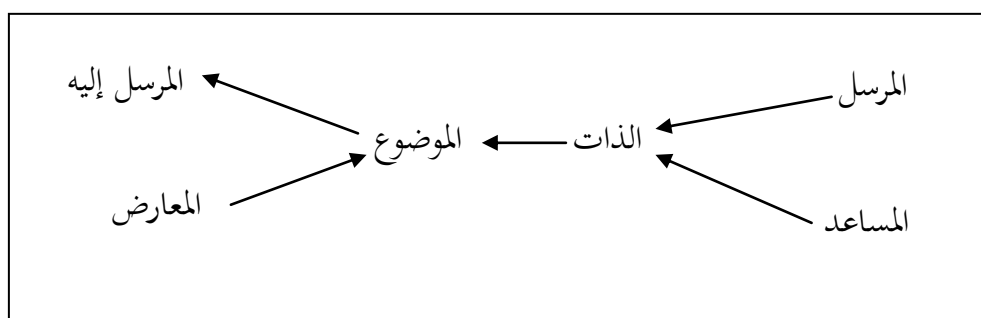 المرسل
المرسل إليه
الذات
الموضوع
المساعد
المعارض